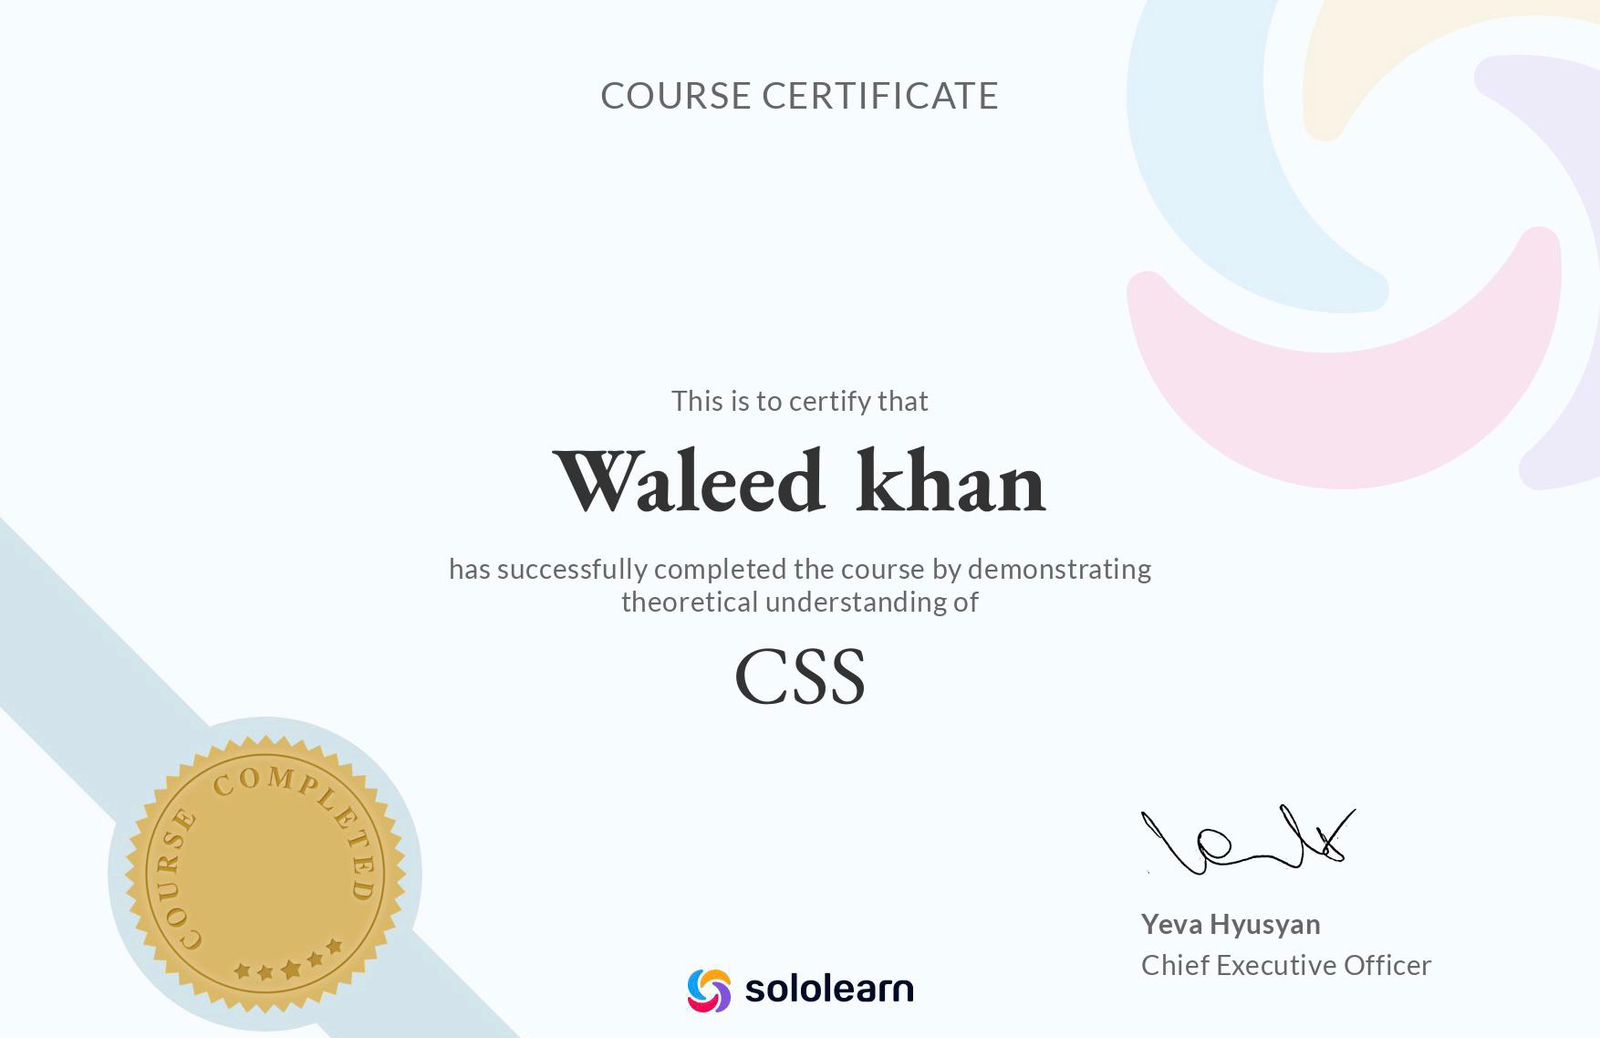 COURSE CERTIFICATE
This is to certify that
Waleed khan
has successfully completed the course by demonstrating
theoretical understanding of
CSS
COURSE COMPLETED
Yeva Hyusyan
Chief Executive Officer
sololearn